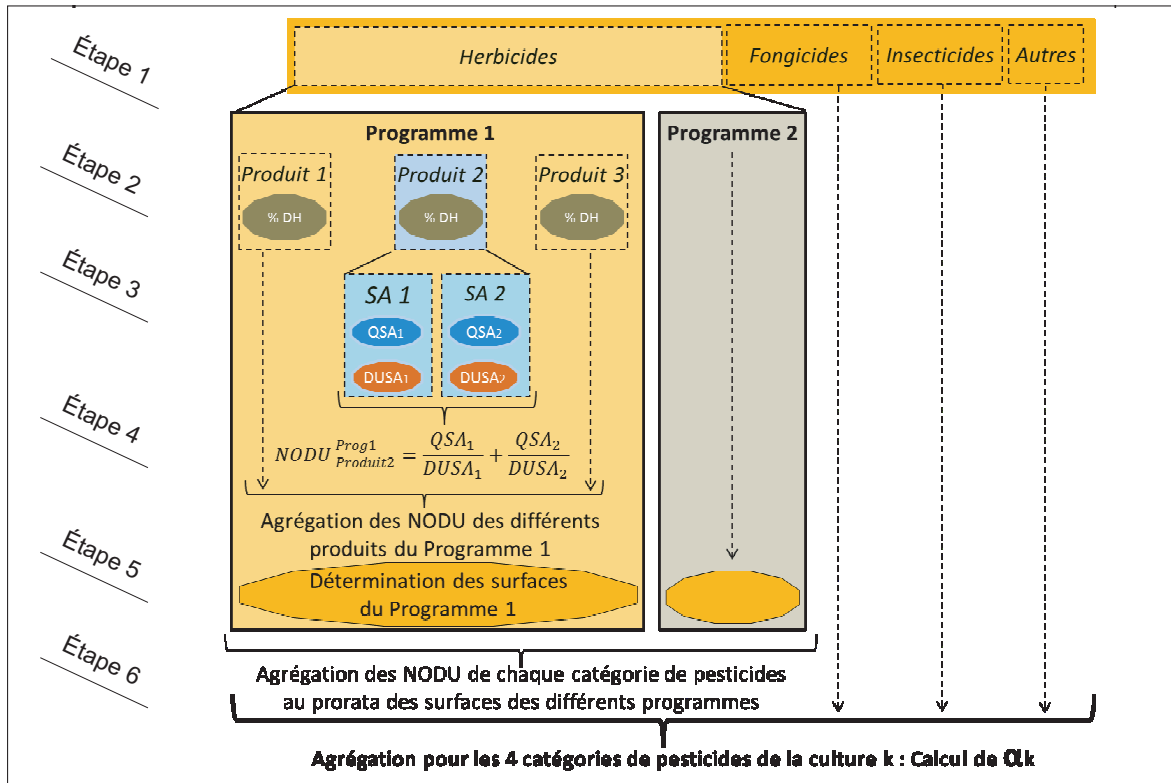 Étape 1
Herbicides
Fongicides
Insecticides
Autres
Étape 2
Programme 1
Programme 2
Produit 1
Produit 2
Produit 3
% DH
% DH
% DH
Étape 3
SA 1
SA 2
QSA1
QSA2
DUSA1
DUSA2
Étape 4
NODU Prog1 Produit2 = QSA1/DUSA1 + QSA2/DUSA2
Agrégation des NODU des différents
produits du Programme 1
Étape 5
Détermination des surfaces
du Programme 1
Étape 6
Agrégation des NODU de chaque catégorie de pesticides
au prorata des surfaces des différents programmes
Agrégation pour les 4 catégories de pesticides de la culture k : Calcul de αk